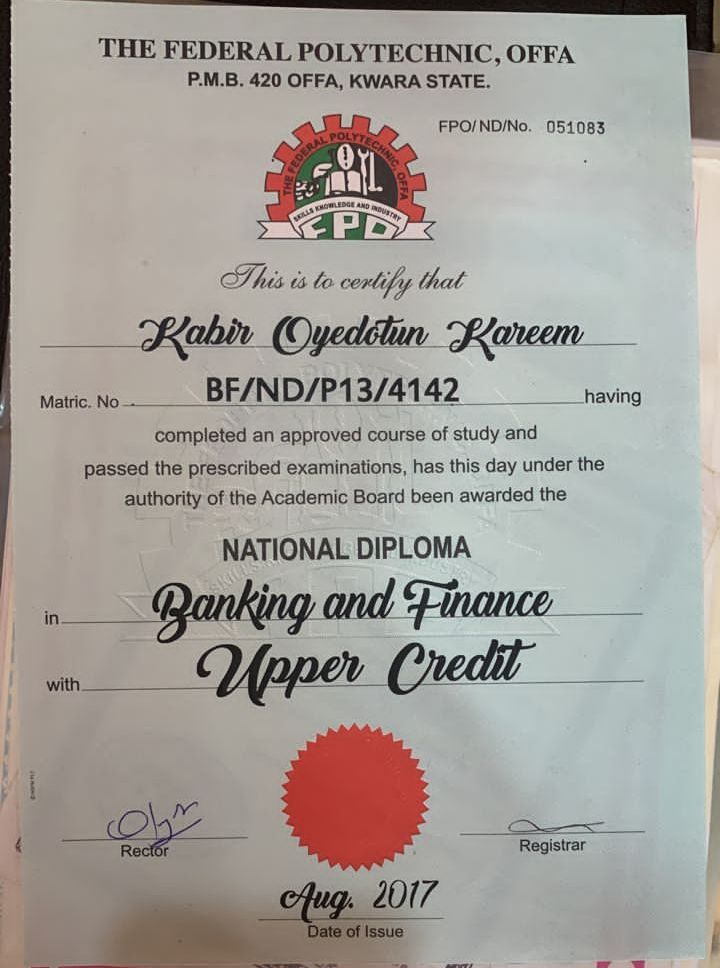 THE FEDERAL POLYTECHNIC, OFFA
P.M.B. 420 OFFA, KWARA STATE.
FPO/ND/No. 051083
THE FEDERAL POLYTECHNIC, OFFA
SKILLS KNOWLEDGE AND INDUSTRY
FPO
This is to certify that
Kabir Oyedotun Kareem
Matric. No BF/ND/P13/4142 having
completed an approved course of study and
passed the prescribed examinations, has this day under the
authority of the Academic Board been awarded the
NATIONAL DIPLOMA
in Banking and Finance
with Upper Credit
Rector
Registrar
Aug. 2017
Date of Issue